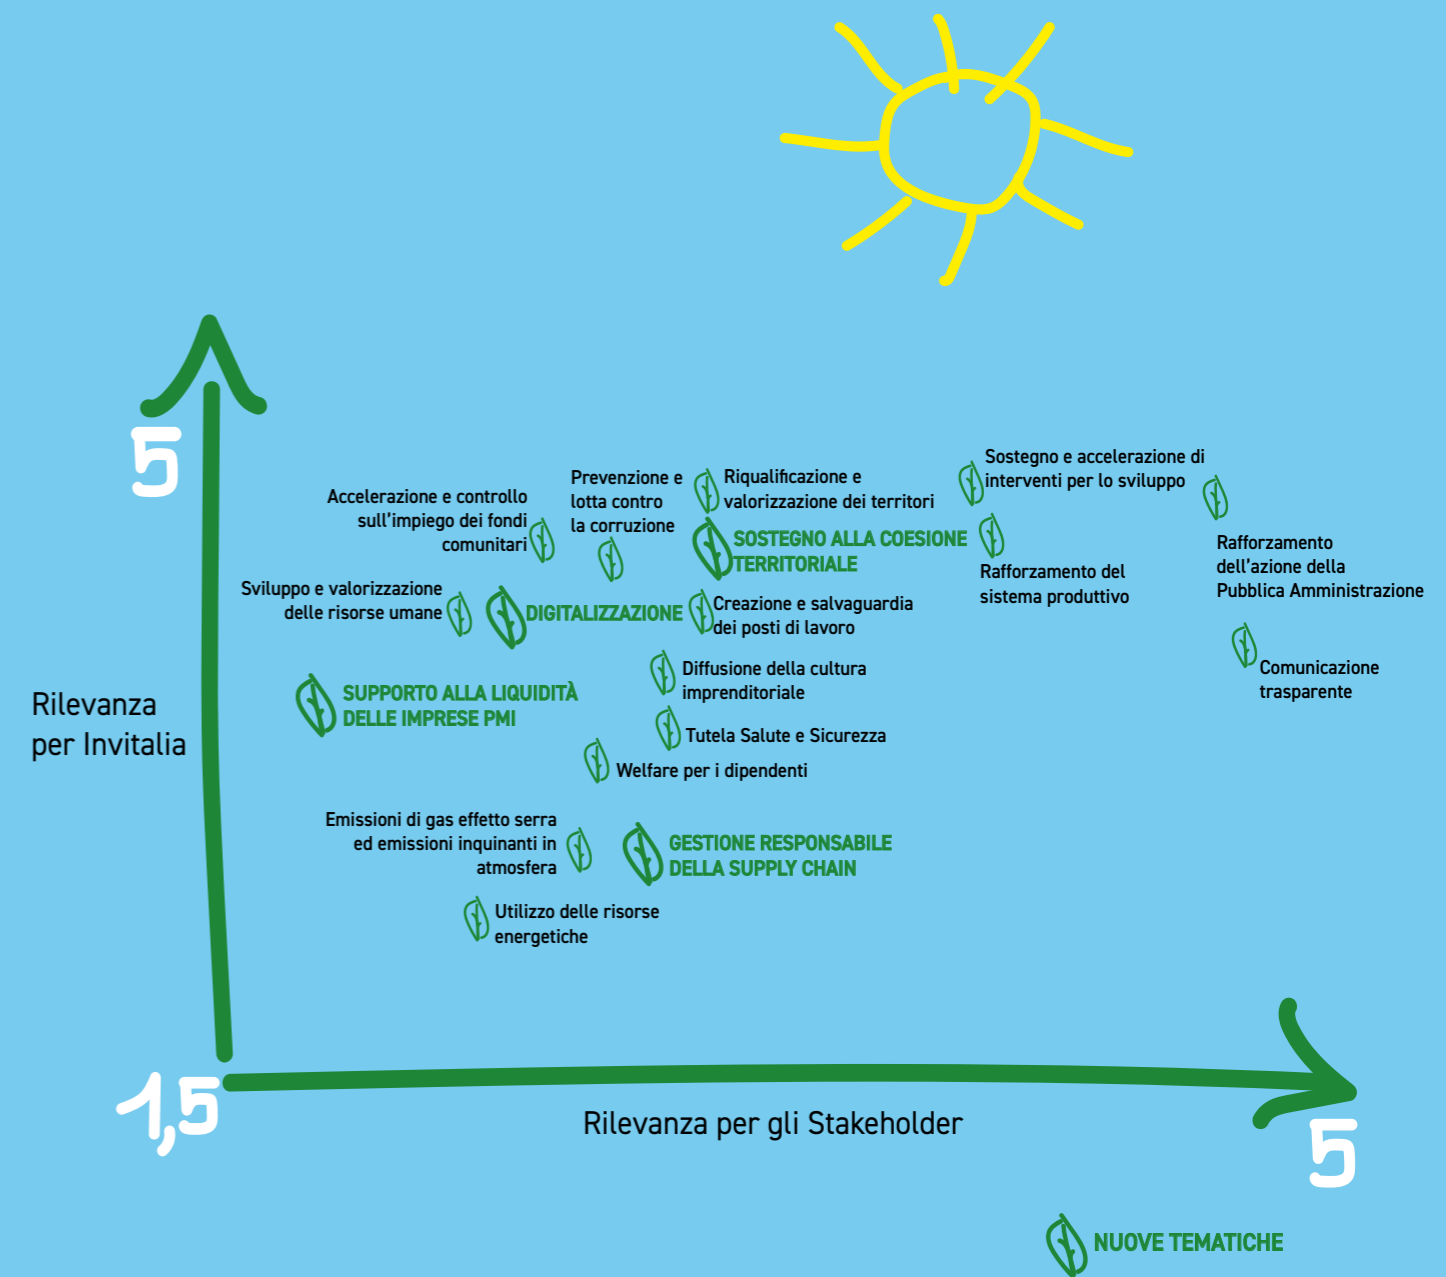 5
Sostegno e accelerazione di
interventi per lo sviluppo
Prevenzione e
lotta contro
la corruzione
Riqualificazione e
valorizzazione dei territori
Accelerazione e controllo
sull'impiego dei fondi
comunitari
SOSTEGNO ALLA COESIONE
TERRITORIALE
Rafforzamento
dell'azione della
Pubblica Amministrazione
Rafforzamento del
sistema produttivo
Sviluppo e valorizzazione
delle risorse umane
DIGITALIZZAZIONE
Creazione e salvaguardia
dei posti di lavoro
Diffusione della cultura
imprenditoriale
Comunicazione
trasparente
SUPPORTO ALLA LIQUIDITÀ
DELLE IMPRESE PMI
Rilevanza
per Invitalia
Tutela Salute e Sicurezza
Welfare per i dipendenti
Emissioni di gas effetto serra
ed emissioni inquinanti in
atmosfera
GESTIONE RESPONSABILE
DELLA SUPPLY CHAIN
Utilizzo delle risorse
energetiche
1,5
Rilevanza per gli Stakeholder
5
NUOVE TEMATICHE